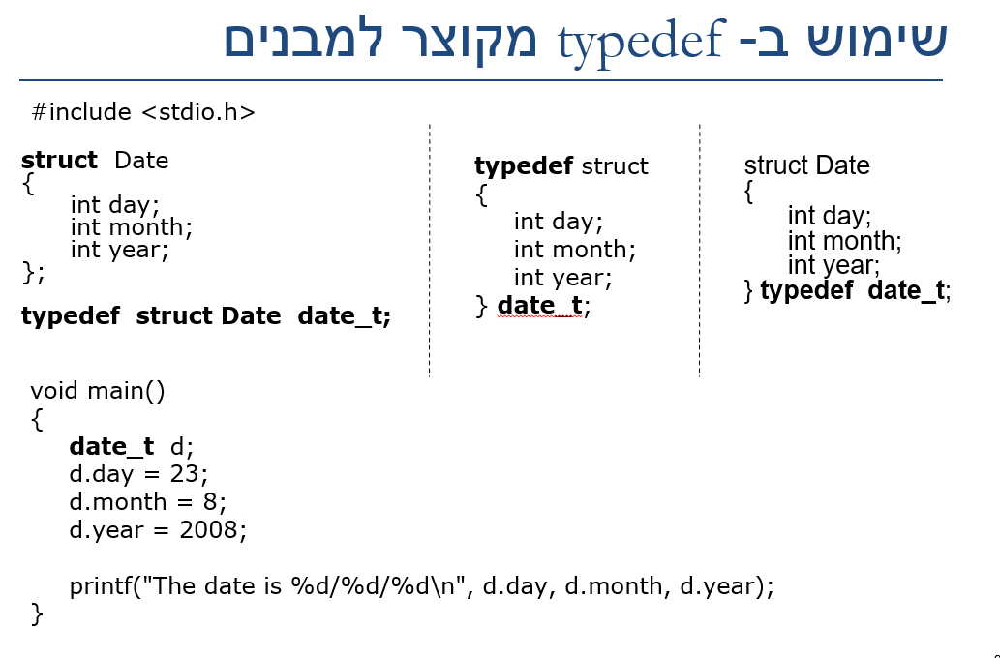 שימוש ב- typedef מקוצר למבנים
#include <stdio.h>
struct Date
{
int day;
int month;
int year;
};
typedef struct Date date_t;
typedef struct
{
int day;
int month;
int year;
} date_t;
struct Date
{
int day;
int month;
int year;
} typedef date_t;
void main()
{
date_t d;
d.day = 23;
d.month = 8;
d.year = 2008;
printf("The date is %d/%d/%d\n", d.day, d.month, d.year);
}